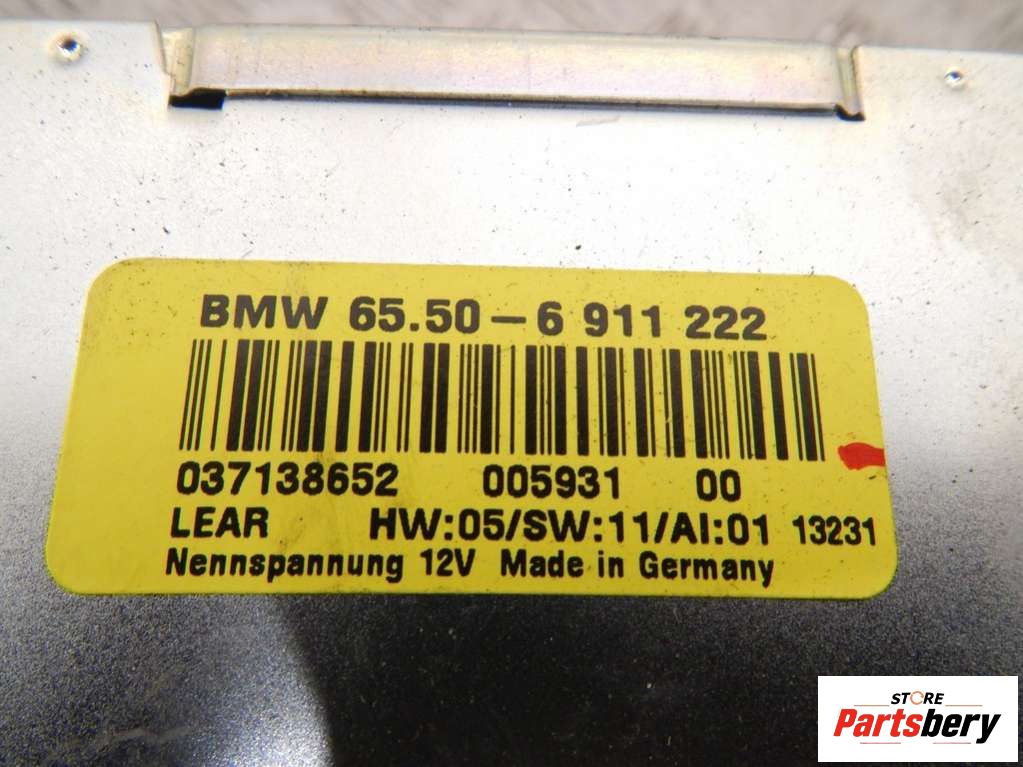 BMW 65.50 – 6 911 222
037138652 005931 00
LEAR HW:05/SW:11/AI:01 13231
Nennspannung 12V Made in Germany
STORE
Partsbery